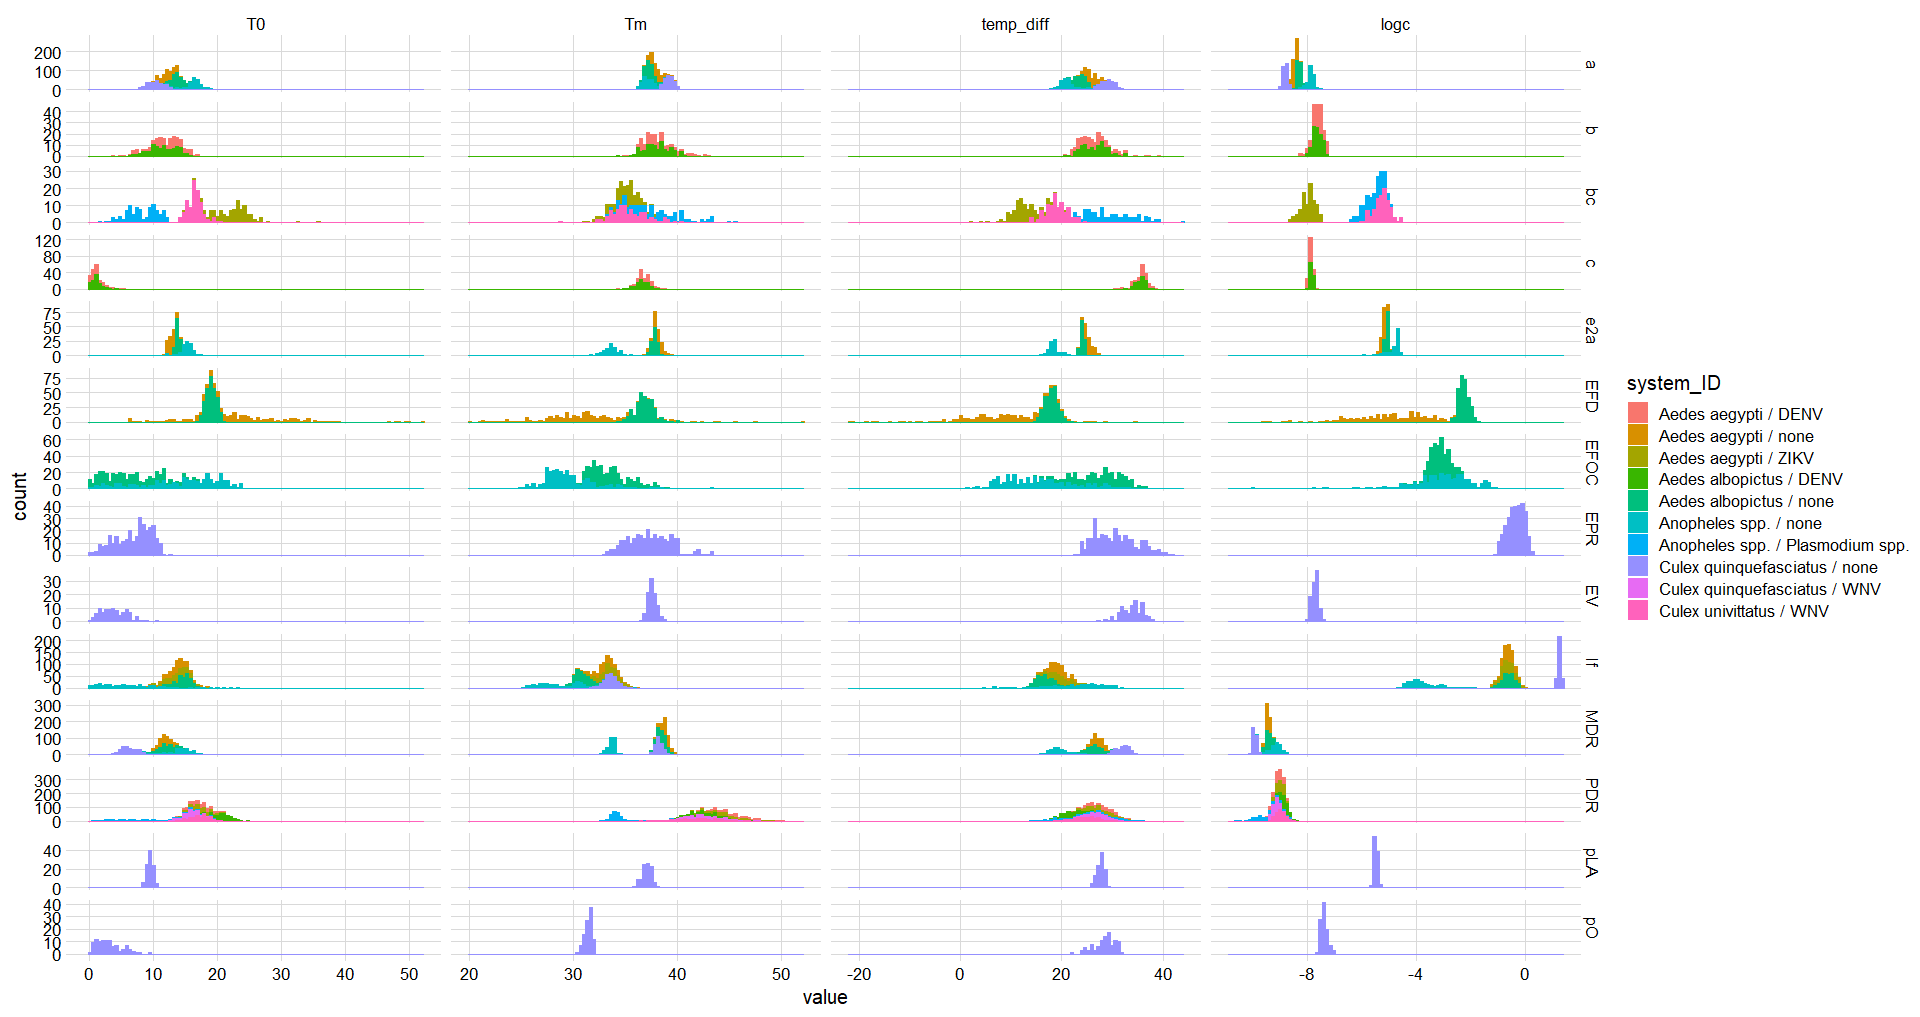 T0 Tm temp_diff logc
200
100
0
a
40
30
20
10
0
b
30
20
10
0
bc
120
80
40
0
c
75
50
25
0
e2a
75
50
25
0
EFD
60
40
20
0
EFOC
40
30
20
10
0
EPR
30
20
10
0
EV
200
150
100
50
0
lf
300
200
100
0
MDR
300
200
100
0
PDR
40
20
0
pLA
40
30
20
10
0
pO
0 10 20 30 40 50 20 30 40 50 -20 0 20 40 -8 -4 0
value
count
system_ID
Aedes aegypti / DENV
Aedes aegypti / none
Aedes aegypti / ZIKV
Aedes albopictus / DENV
Aedes albopictus / none
Anopheles spp. / none
Anopheles spp. / Plasmodium spp.
Culex quinquefasciatus / none
Culex quinquefasciatus / WNV
Culex univittatus / WNV